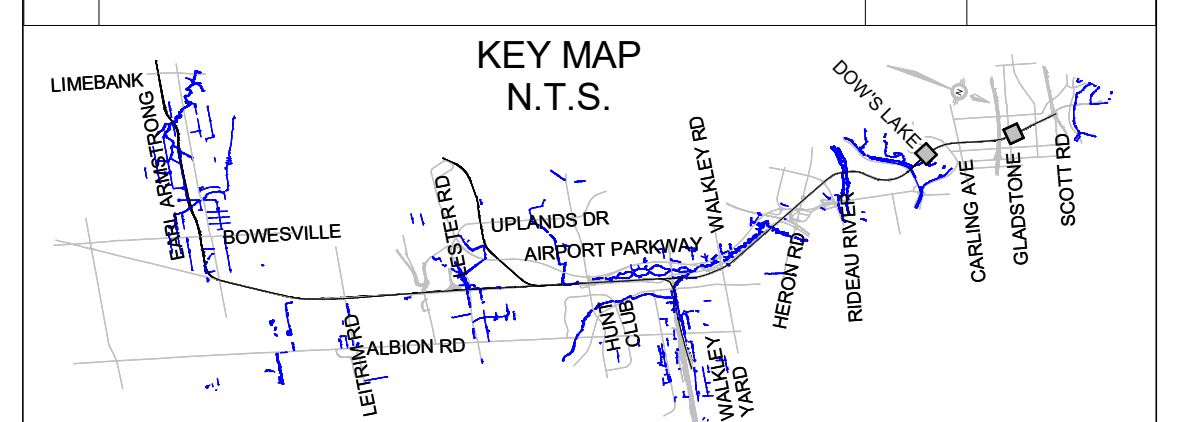 KEY MAP
N.T.S.
LIMEBANK
EARL ARMSTRONG
BOWESVILLE
LESTER RD
UPLANDS DR
AIRPORT PARKWAY
WALKLEY RD
DOW'S LAKE
N
CARLING AVE
GLADSTONE
SCOTT RD
RIDEAU RIVER
HERON RD
HUNT
CLUB
LEITRIM RD
ALBION RD
WALKLEY
YARD